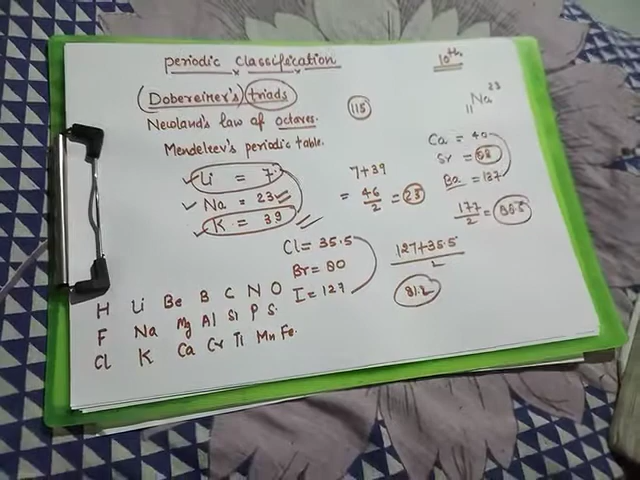 periodic classification
10th
(Dobereiner's) triads
115
11 Na 23
Newland's law of octaves.
Mendeleev's periodic table.
Li = 7.
Na = 23
K = 39
7+39
= 46/2 = 23
Ca = 40
Sr = 88
Ba = 137
177/2 = 88.5
Cl = 35.5
Br = 80
I = 127
127+35.5
2
81.2
H Li Be B C N O
F Na Mg Al Si P S.
Cl K Ca Cr Ti Mn Fe.